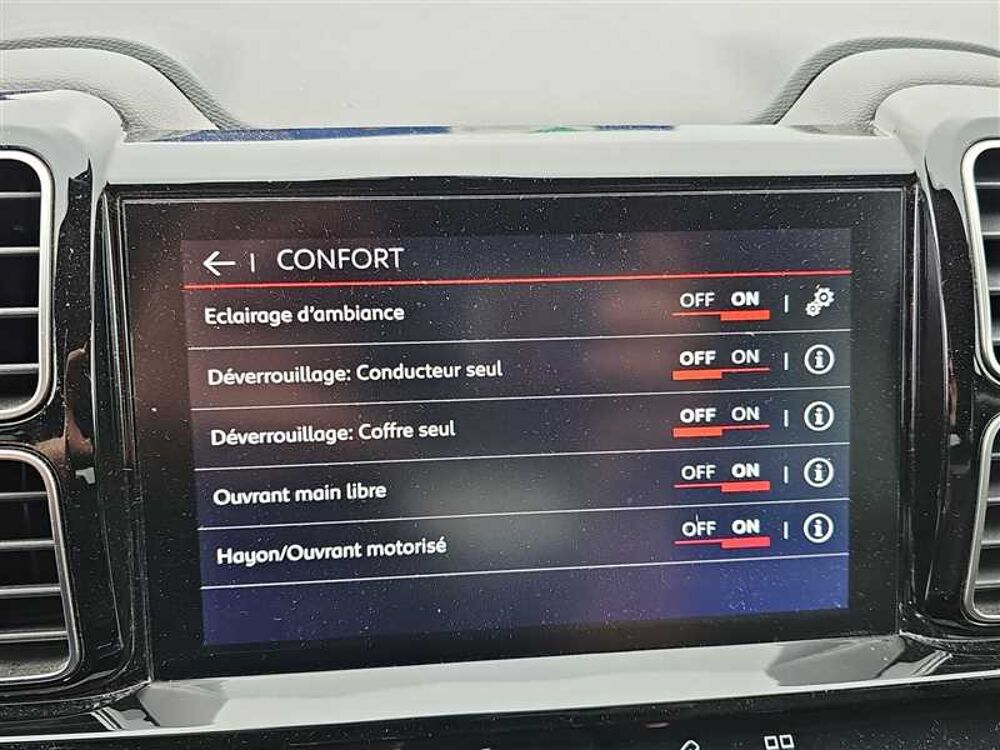 ← | CONFORT
Eclairage d'ambiance OFF ON |
Déverrouillage: Conducteur seul OFF ON | i
Déverrouillage: Coffre seul OFF ON | i
Ouvrant main libre OFF ON | i
Hayon/Ouvrant motorisé OFF ON | i